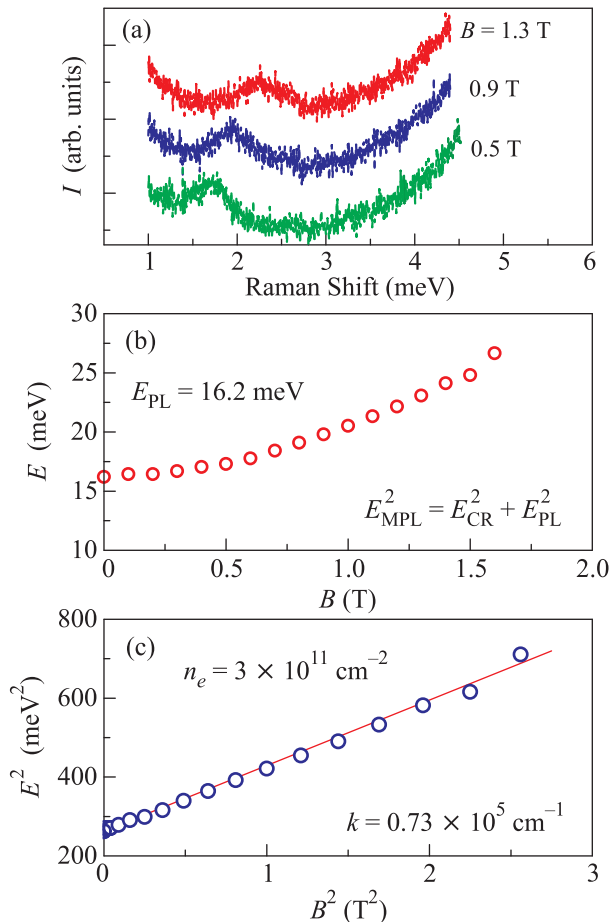 (a)
B = 1.3 T
0.9 T
0.5 T
I (arb. units)
1 2 3 4 5 6
Raman Shift (meV)
(b)
30
25
20
15
10
E (meV)
E_PL = 16.2 meV
E²_MPL = E²_CR + E²_PL
0 0.5 1.0 1.5 2.0
B (T)
(c)
800
600
400
200
E² (meV²)
n_e = 3 × 10¹¹ cm⁻²
k = 0.73 × 10⁵ cm⁻¹
0 1 2 3
B² (T²)